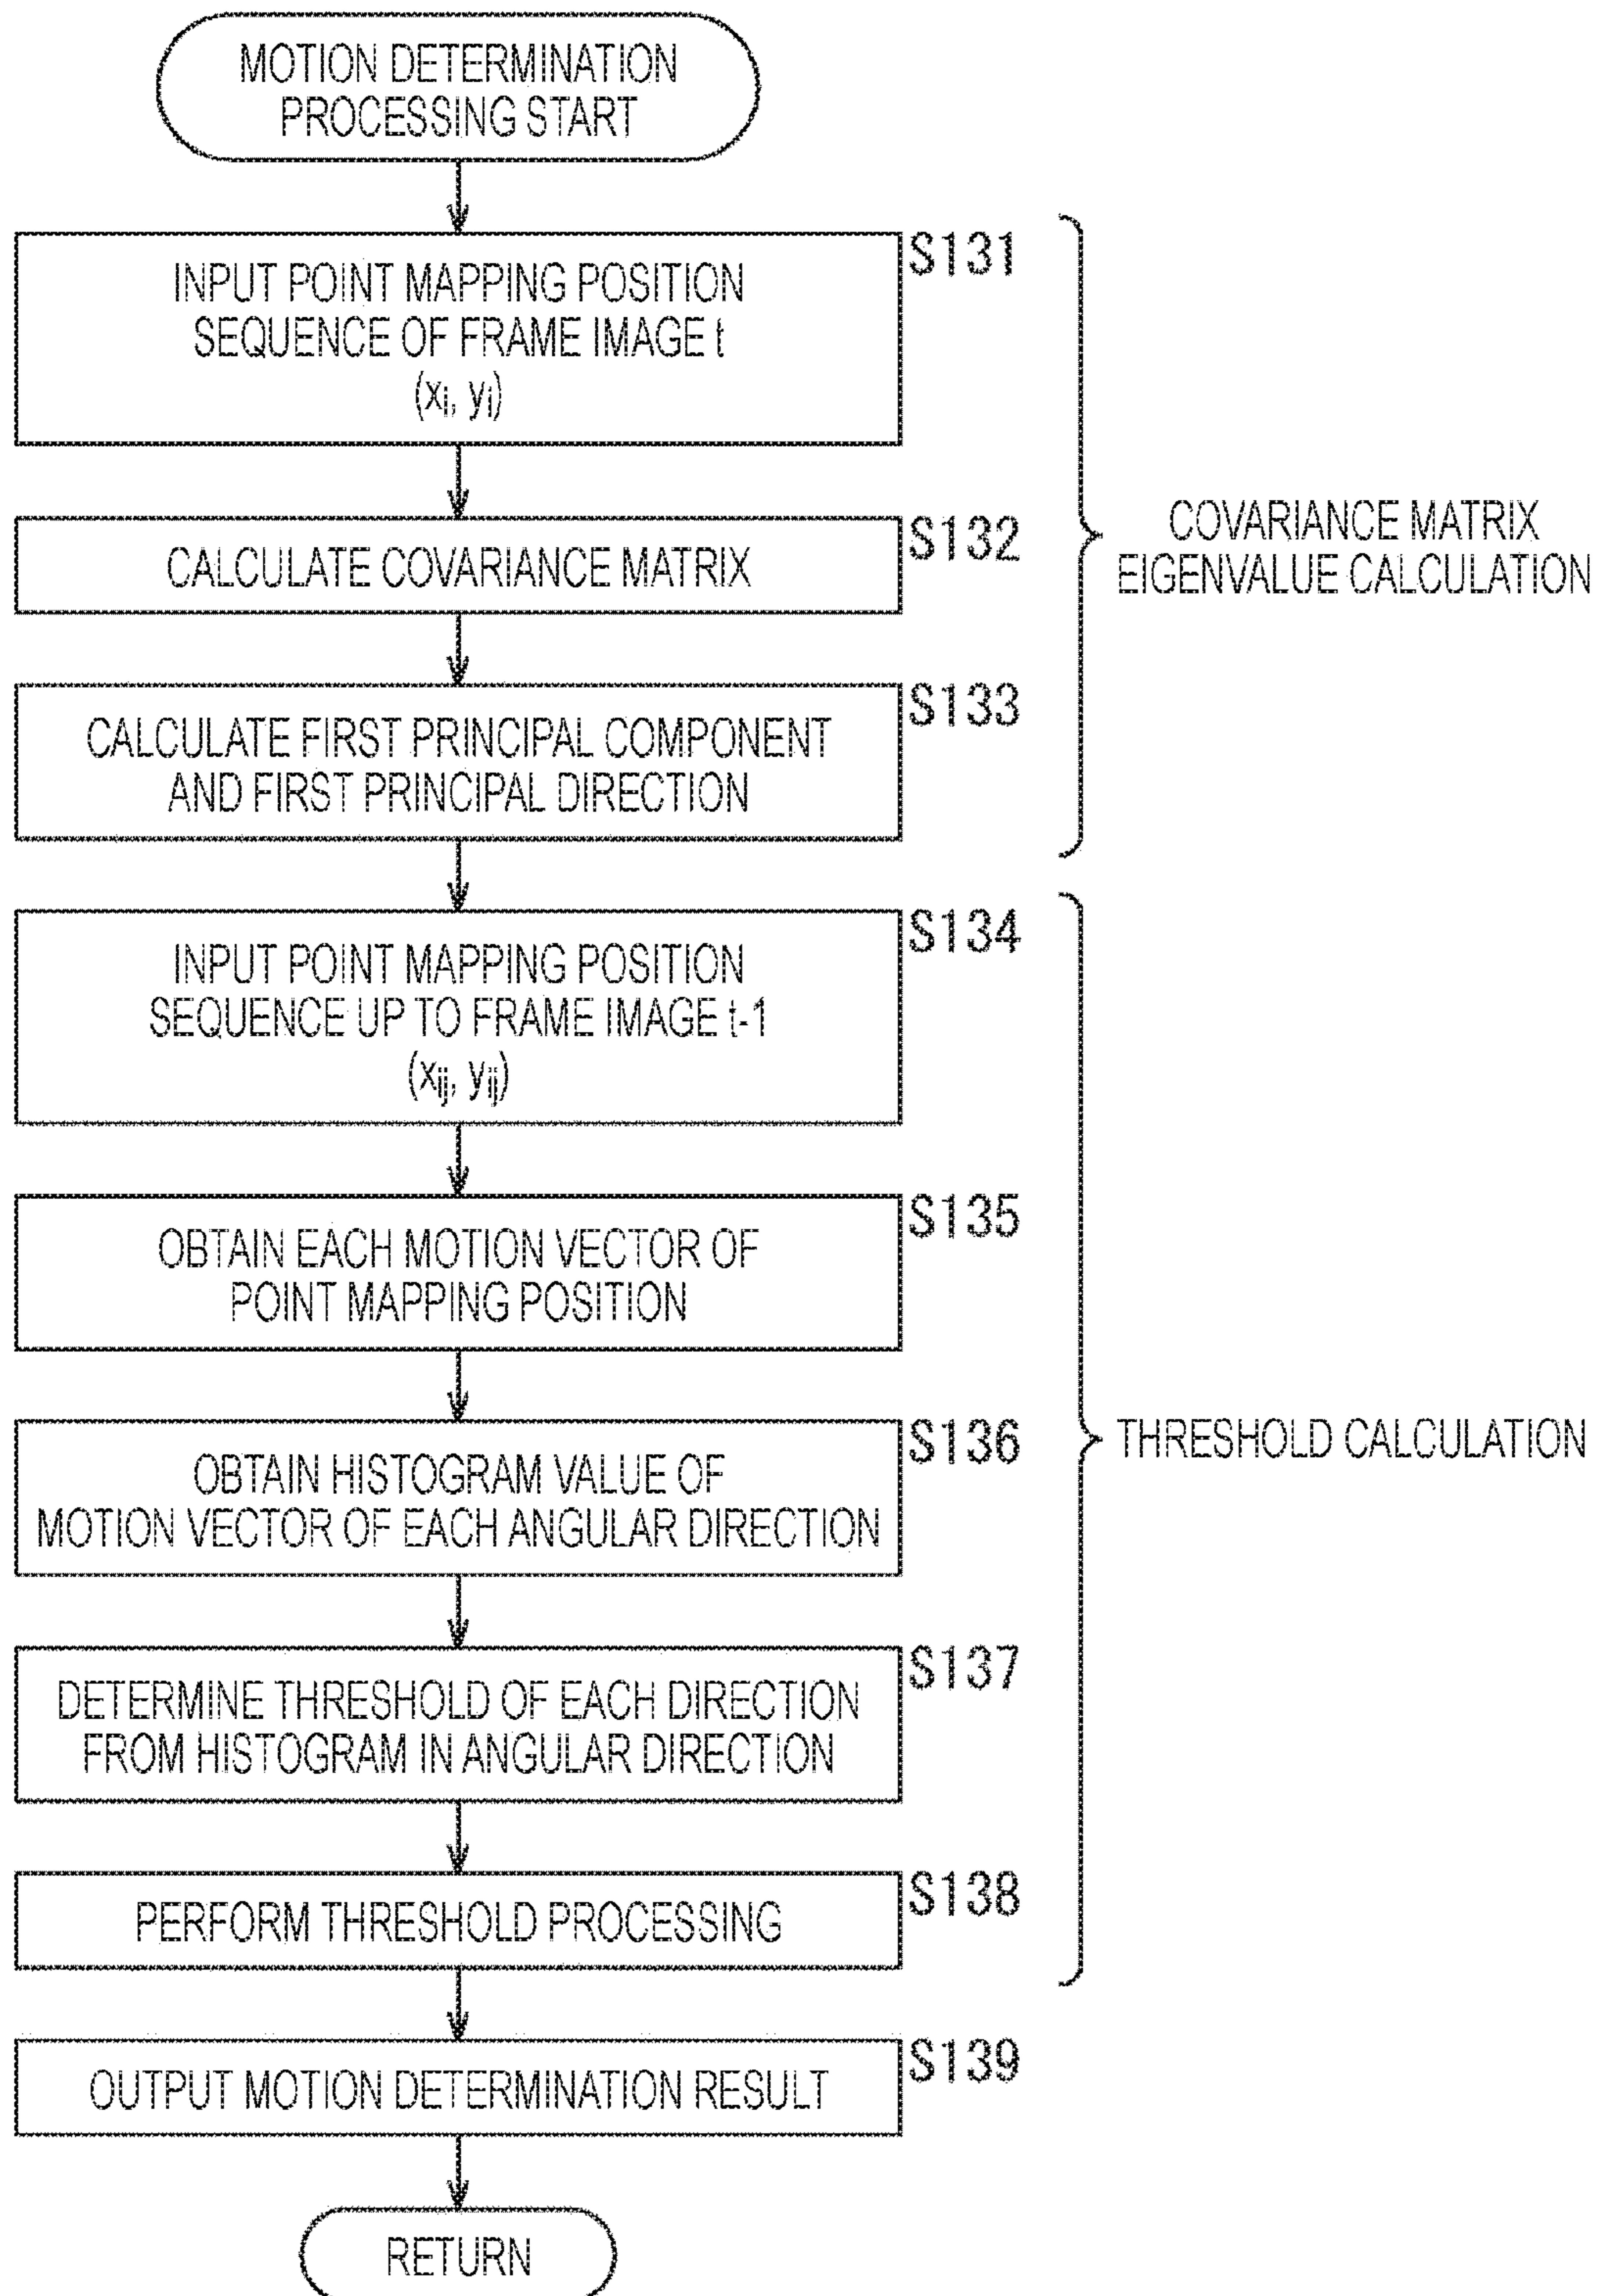 MOTION DETERMINATION
PROCESSING START
S131
INPUT POINT MAPPING POSITION
SEQUENCE OF FRAME IMAGE t
(xi, yi)
S132
CALCULATE COVARIANCE MATRIX
S133
CALCULATE FIRST PRINCIPAL COMPONENT
AND FIRST PRINCIPAL DIRECTION
COVARIANCE MATRIX
EIGENVALUE CALCULATION
S134
INPUT POINT MAPPING POSITION
SEQUENCE UP TO FRAME IMAGE t-1
(xij, yij)
S135
OBTAIN EACH MOTION VECTOR OF
POINT MAPPING POSITION
S136
OBTAIN HISTOGRAM VALUE OF
MOTION VECTOR OF EACH ANGULAR DIRECTION
S137
DETERMINE THRESHOLD OF EACH DIRECTION
FROM HISTOGRAM IN ANGULAR DIRECTION
S138
PERFORM THRESHOLD PROCESSING
THRESHOLD CALCULATION
S139
OUTPUT MOTION DETERMINATION RESULT
RETURN